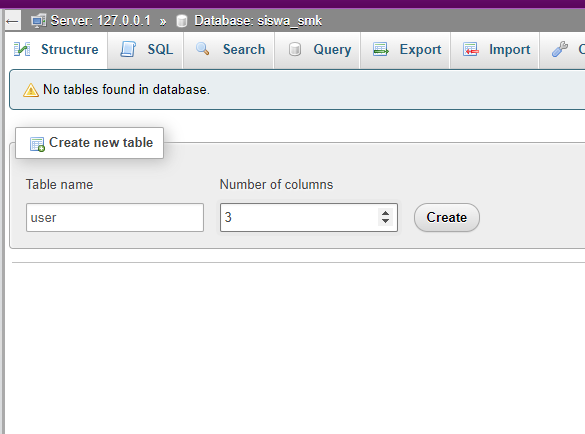 ← Server: 127.0.0.1 » Database: siswa_smk
Structure SQL Search Query Export Import
No tables found in database.
Create new table
Table name Number of columns
user 3 Create